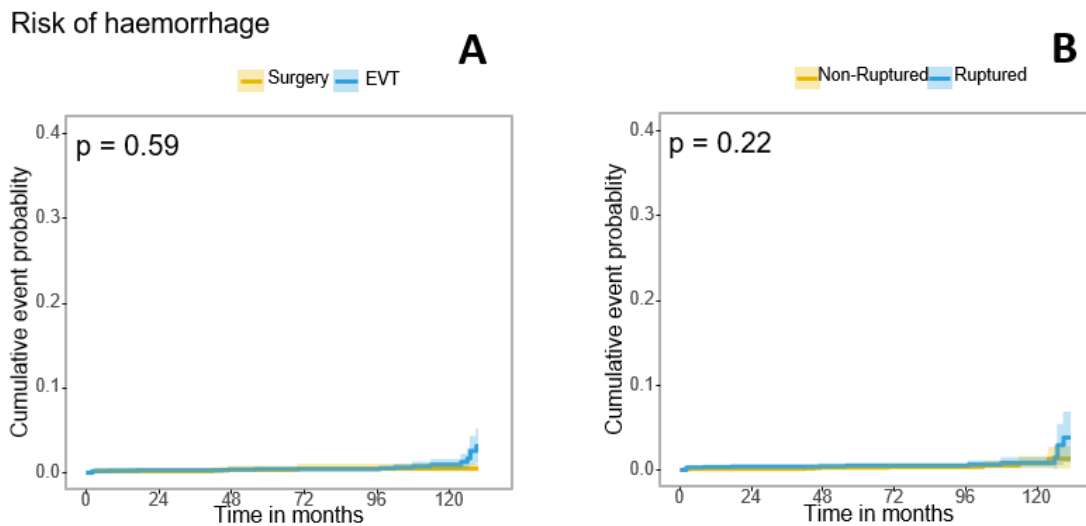 Risk of haemorrhage
A
Surgery EVT
p = 0.59
Cumulative event probablity
0.4
0.3
0.2
0.1
0.0
0 24 48 72 96 120
Time in months
B
Non-Ruptured Ruptured
p = 0.22
Cumulative event probablity
0.4
0.3
0.2
0.1
0.0
0 24 48 72 96 120
Time in months